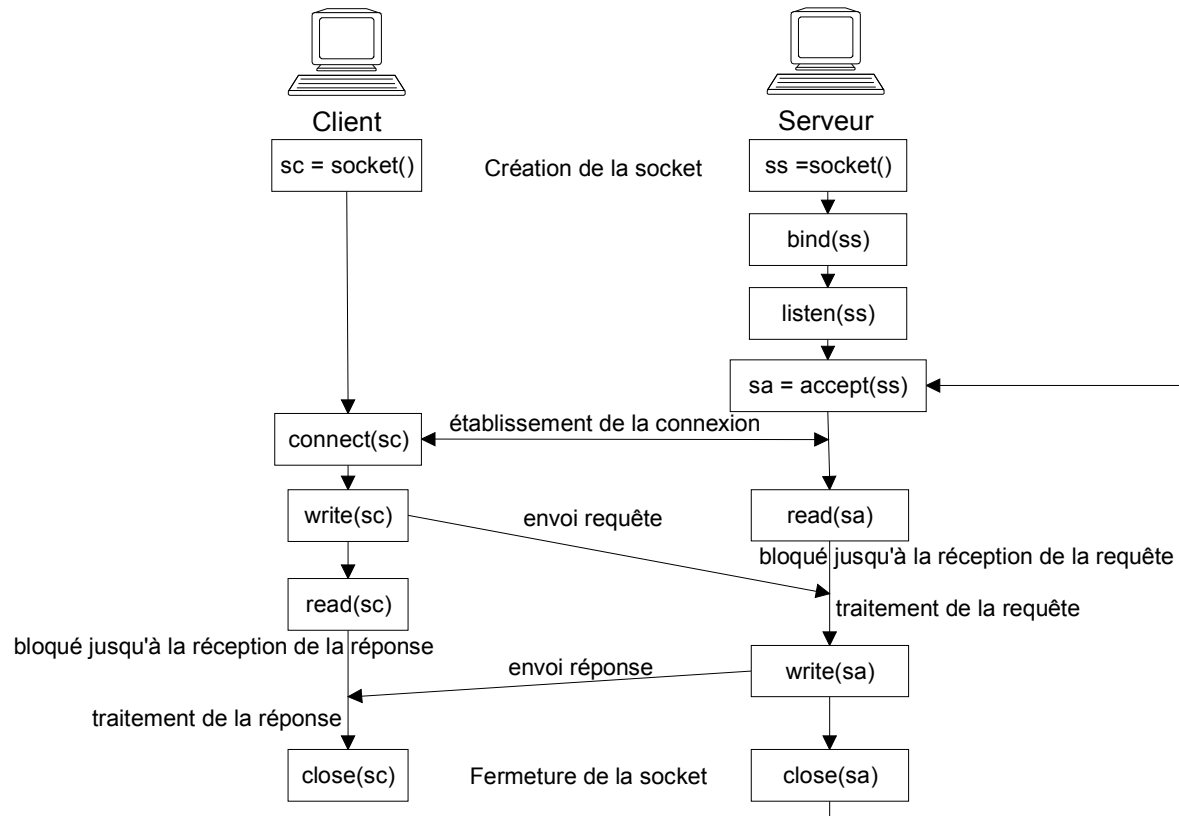 Client
Serveur
sc = socket()
Création de la socket
ss =socket()
bind(ss)
listen(ss)
sa = accept(ss)
établissement de la connexion
connect(sc)
write(sc)
envoi requête
read(sa)
bloqué jusqu'à la réception de la requête
read(sc)
traitement de la requête
bloqué jusqu'à la réception de la réponse
envoi réponse
write(sa)
traitement de la réponse
close(sc)
Fermeture de la socket
close(sa)